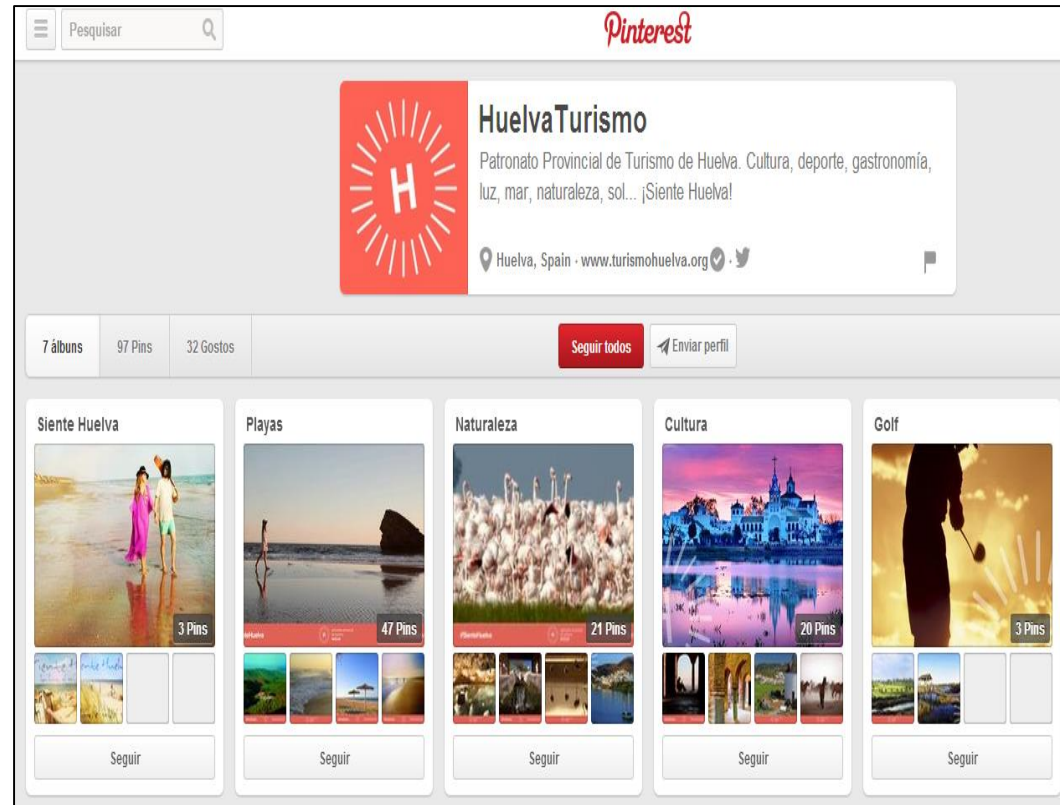 Pesquisar
Pinterest
H
HuelvaTurismo
Patronato Provincial de Turismo de Huelva. Cultura, deporte, gastronomía,
luz, mar, naturaleza, sol... ¡Siente Huelva!
Huelva, Spain · www.turismohuelva.org ·
7 álbuns
97 Pins
32 Gostos
Seguir todos
Enviar perfil
Siente Huelva
Playas
Naturaleza
Cultura
Golf
3 Pins
47 Pins
#SienteHuelva
21 Pins
20 Pins
3 Pins
Seguir
Seguir
Seguir
Seguir
Seguir